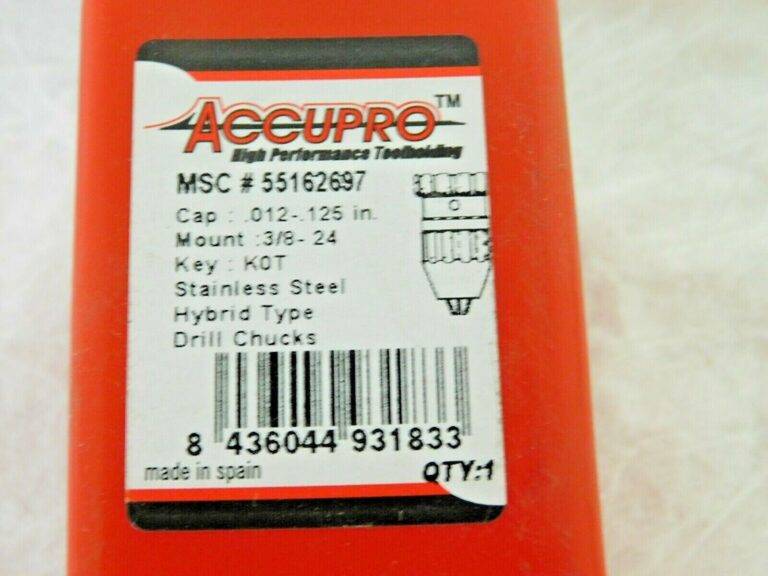 ACCUPRO™
High Performance Toolholding
MSC # 55162697
Cap : .012-.125 in.
Mount :3/8- 24
Key : K0T
Stainless Steel
Hybrid Type
Drill Chucks
8 436044 931833
made in spain
QTY:1